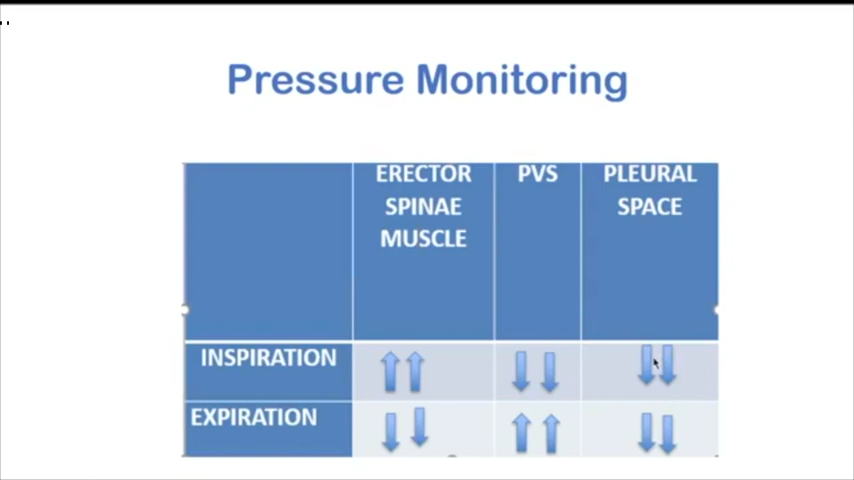 Pressure Monitoring
ERECTOR SPINAE MUSCLE PVS PLEURAL SPACE
INSPIRATION
EXPIRATION